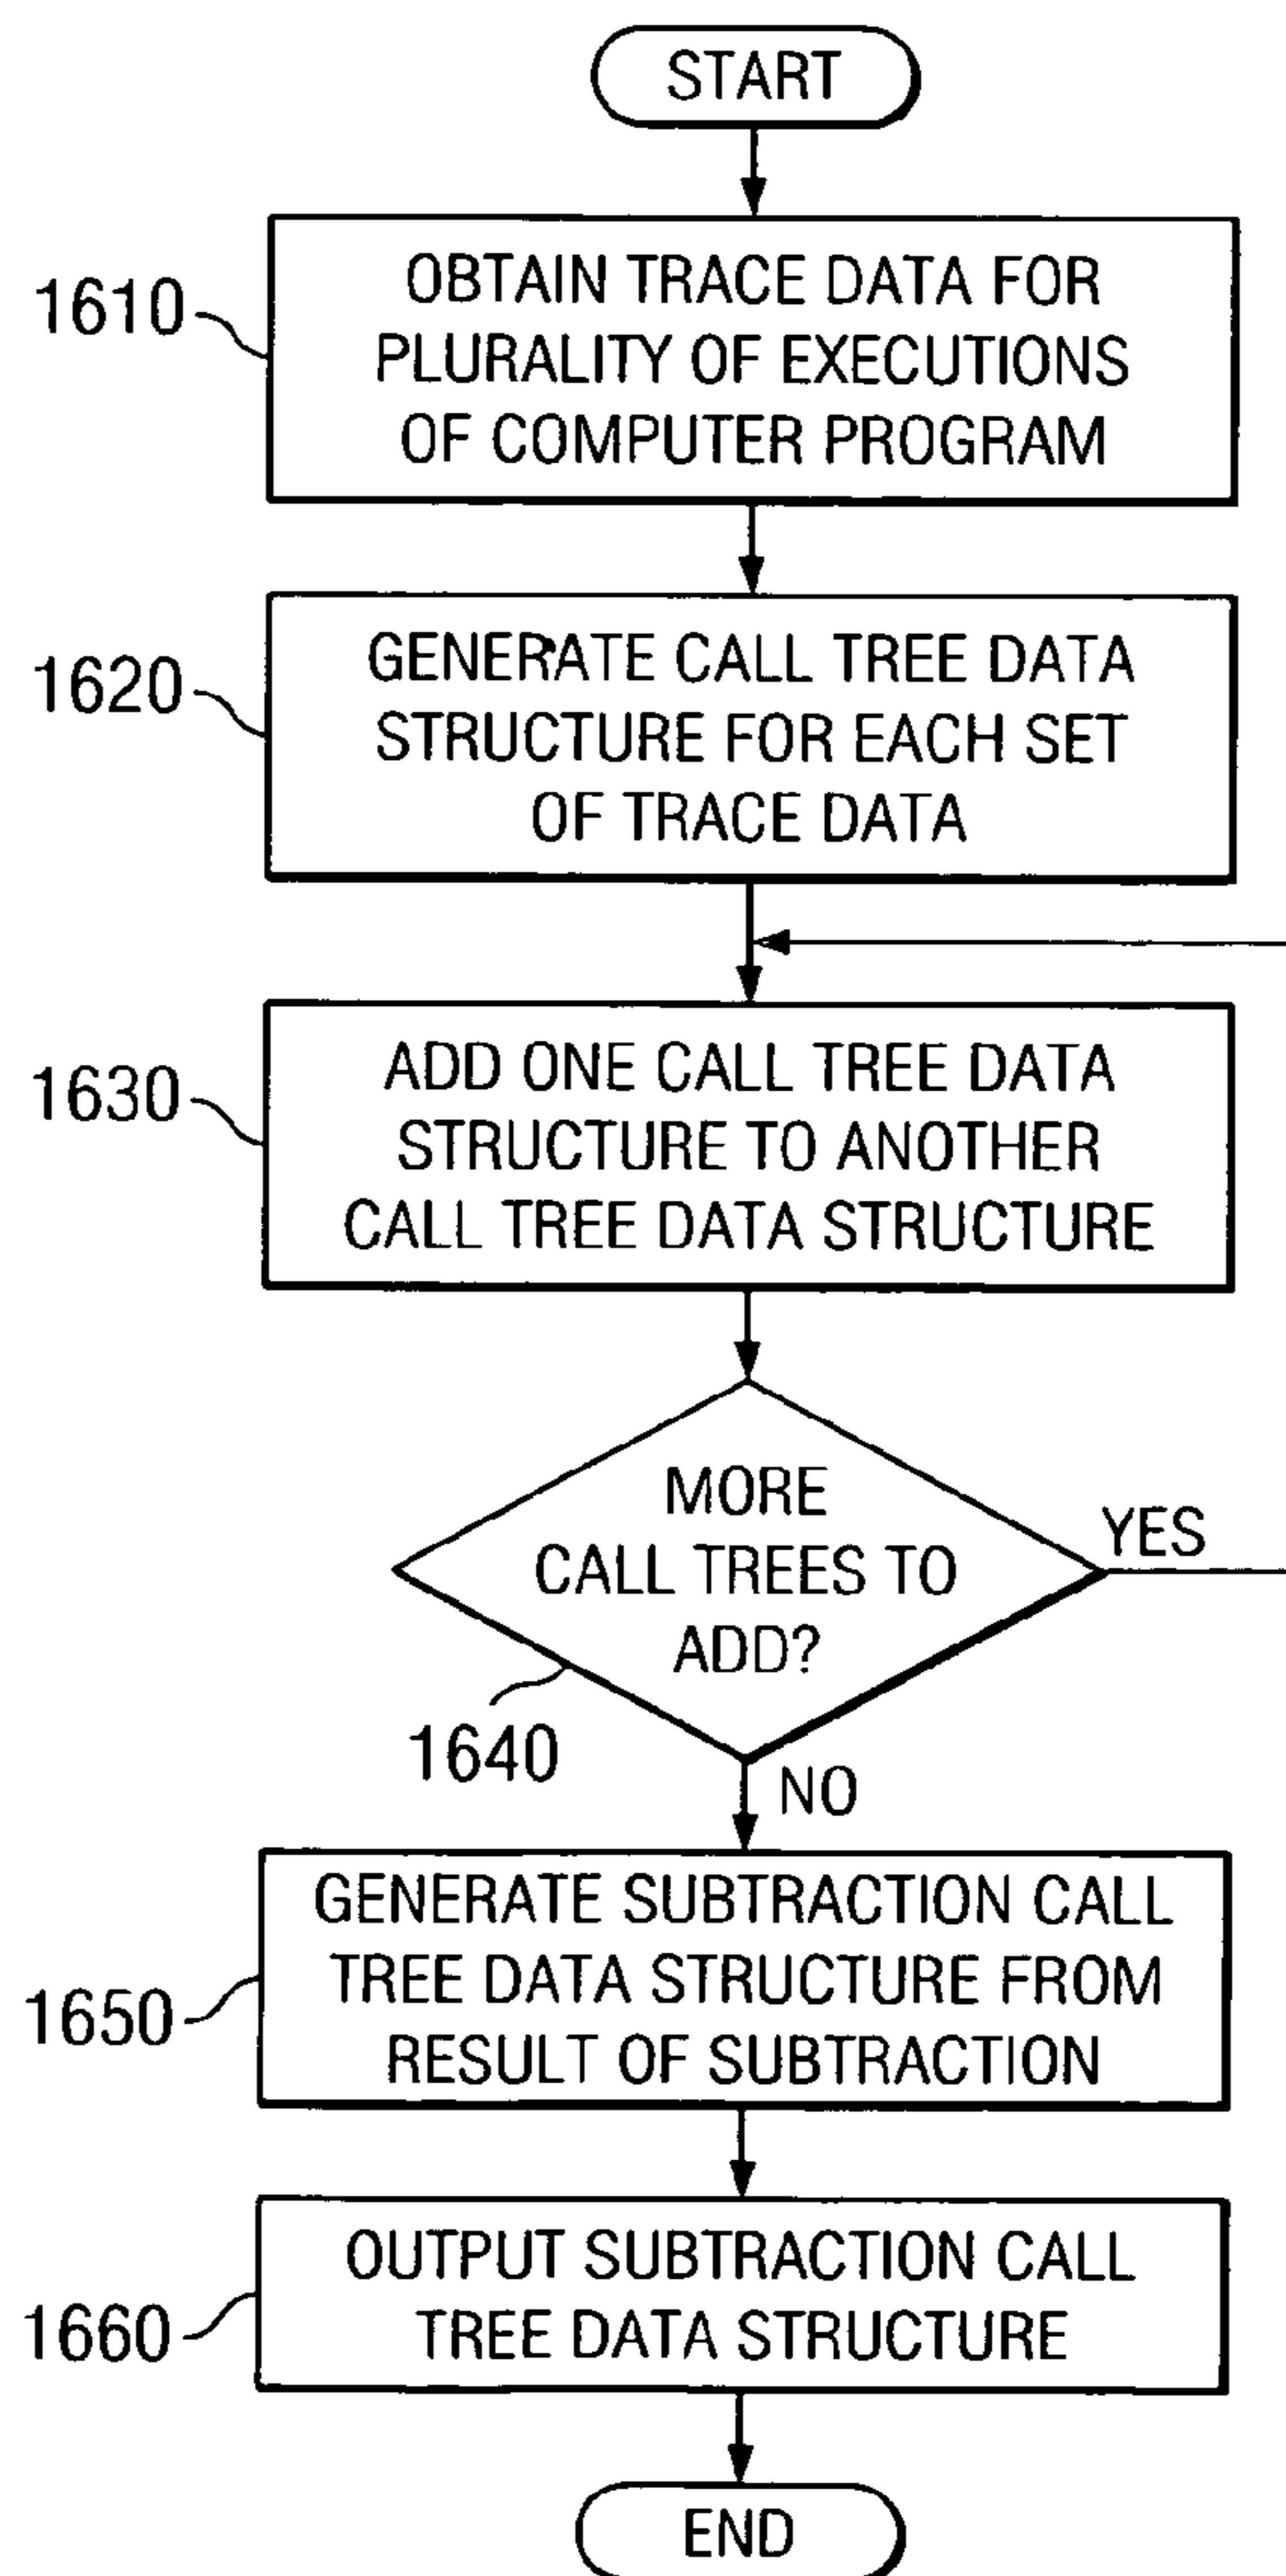 START
1610
OBTAIN TRACE DATA FOR
PLURALITY OF EXECUTIONS
OF COMPUTER PROGRAM
1620
GENERATE CALL TREE DATA
STRUCTURE FOR EACH SET
OF TRACE DATA
1630
ADD ONE CALL TREE DATA
STRUCTURE TO ANOTHER
CALL TREE DATA STRUCTURE
MORE
CALL TREES TO
ADD?
YES
1640
NO
1650
GENERATE SUBTRACTION CALL
TREE DATA STRUCTURE FROM
RESULT OF SUBTRACTION
1660
OUTPUT SUBTRACTION CALL
TREE DATA STRUCTURE
END